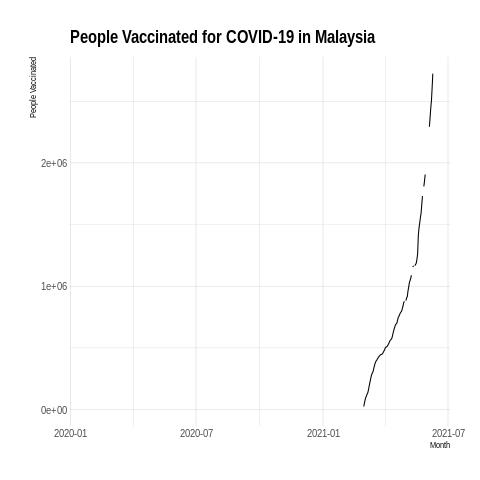 People Vaccinated for COVID-19 in Malaysia
People Vaccinated
2e+06
1e+06
0e+00
2020-01
2020-07
2021-01
2021-07
Month